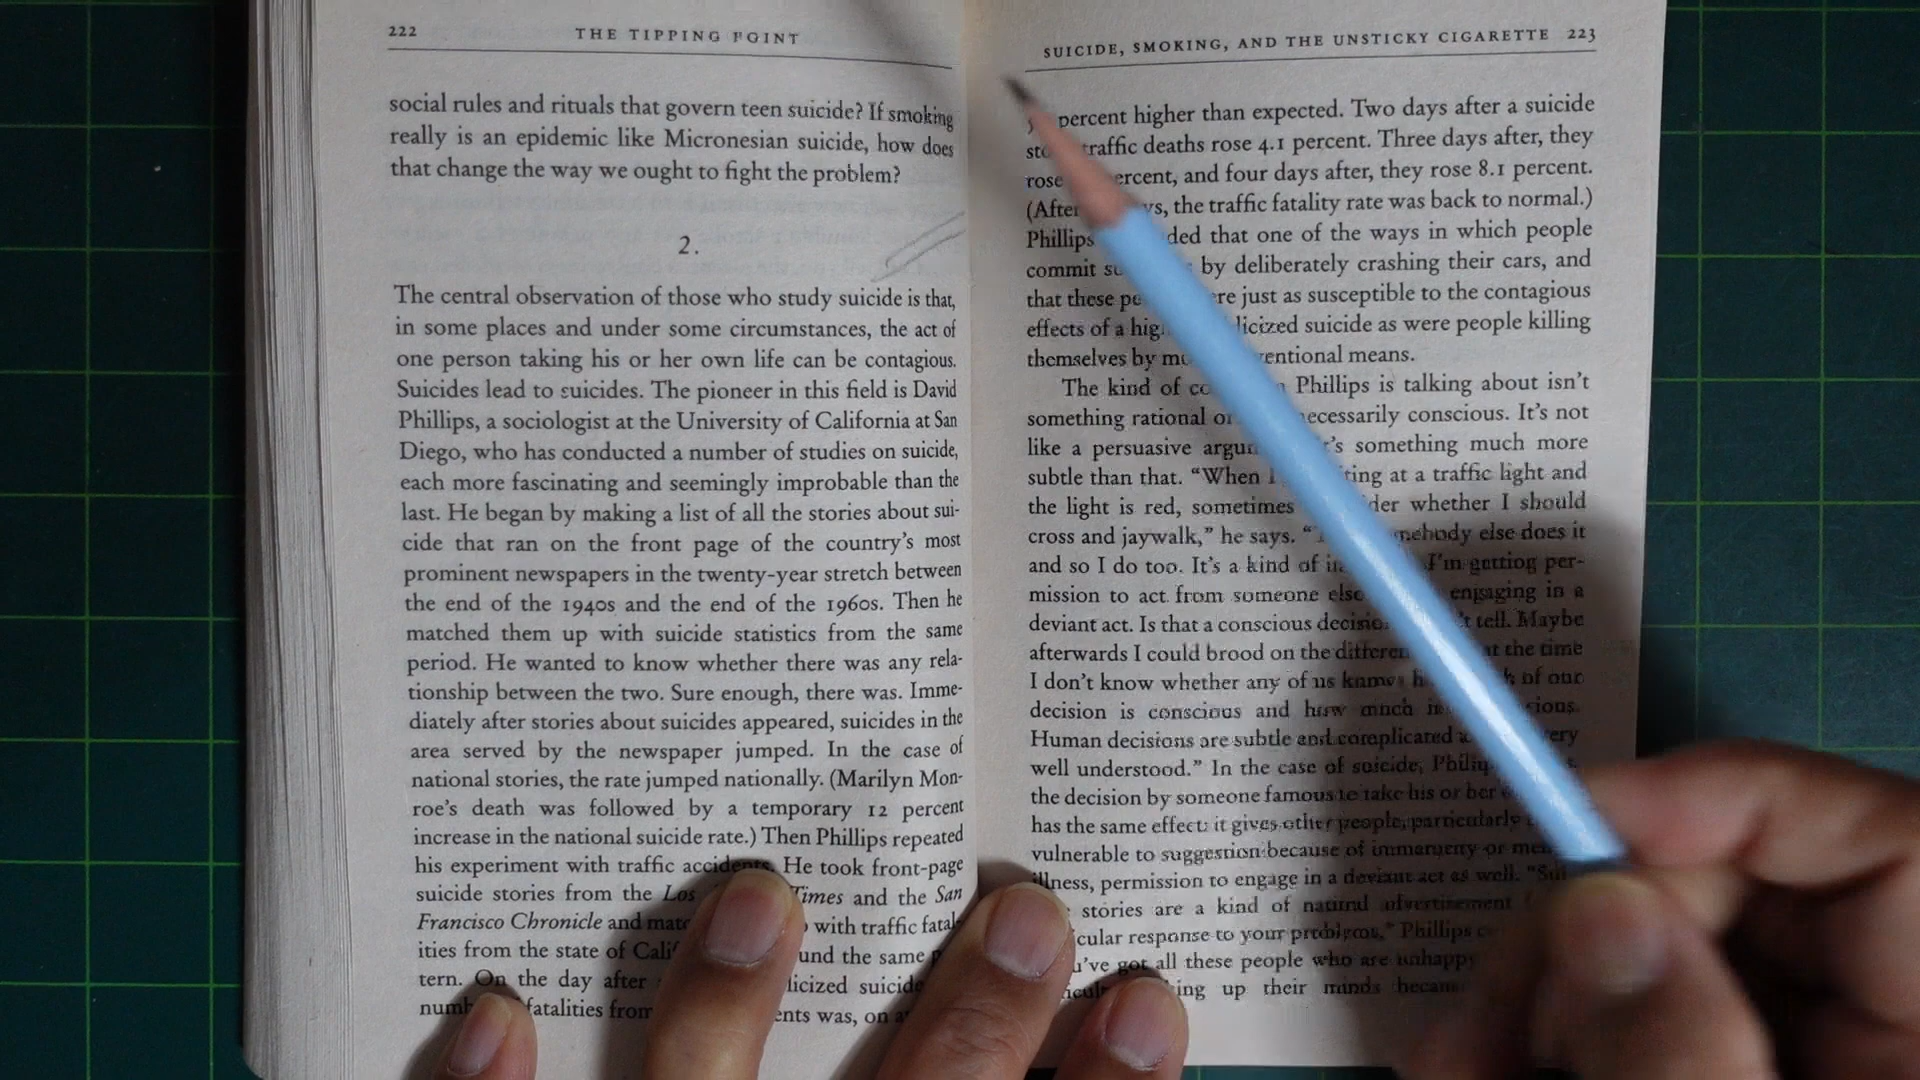 222
THE TIPPING POINT
social rules and rituals that govern teen suicide? If smoking
really is an epidemic like Micronesian suicide, how does
that change the way we ought to fight the problem?
2.
The central observation of those who study suicide is that,
in some places and under some circumstances, the act of
one person taking his or her own life can be contagious.
Suicides lead to suicides. The pioneer in this field is David
Phillips, a sociologist at the University of California at San
Diego, who has conducted a number of studies on suicide,
each more fascinating and seemingly improbable than the
last. He began by making a list of all the stories about sui-
cide that ran on the front page of the country's most
prominent newspapers in the twenty-year stretch between
the end of the 1940s and the end of the 1960s. Then he
matched them up with suicide statistics from the same
period. He wanted to know whether there was any rela-
tionship between the two. Sure enough, there was. Imme-
diately after stories about suicides appeared, suicides in the
area served by the newspaper jumped. In the case of
national stories, the rate jumped nationally. (Marilyn Mon-
roe's death was followed by a temporary 12 percent
increase in the national suicide rate.) Then Phillips repeated
his experiment with traffic accidents. He took front-page
suicide stories from the Los Times and the San
Francisco Chronicle and with traffic fatal-
ities from the state of the same
tern. On the day after suicide
from was, on
SUICIDE, SMOKING, AND THE UNSTICKY CIGARETTE 223
percent higher than expected. Two days after a suicide
traffic deaths rose 4.1 percent. Three days after, they
rose percent, and four days after, they rose 8.1 percent.
(After the traffic fatality rate was back to normal.)
Phillips that one of the ways in which people
commit by deliberately crashing their cars, and
that these just as susceptible to the contagious
effects of a suicide as were people killing
themselves by means.
The kind of Phillips is talking about isn't
something rational or necessarily conscious. It's not
like a persuasive something much more
subtle than that. "When I at a traffic light and
the light is red, sometimes whether I should
cross and jaywalk," he says. " somebody else does it
and so I do too. It's a kind of I'm getting per-
mission to act from someone else engaging in a
deviant act. Is that a conscious tell. Maybe
afterwards I could brood on the at the time
I don't know whether any of us of our
decision is conscious and how much
Human decisions are subtle and complicated very
well understood." In the case of suicide,
the decision by someone famous to take his or her
has the same effect: it gives other people, particularly
vulnerable to suggestion because of immaturity or
illness, permission to engage in a deviant act as well.
stories are a kind of natural advertisement
response to your problems," Phillips
got all these people who are unhappy
up their minds